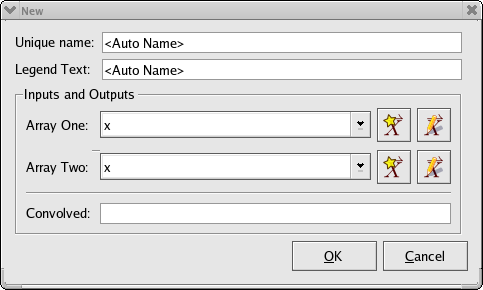 New
Unique name: <Auto Name>
Legend Text: <Auto Name>
Inputs and Outputs
Array One: x
Array Two: x
Convolved:
OK Cancel